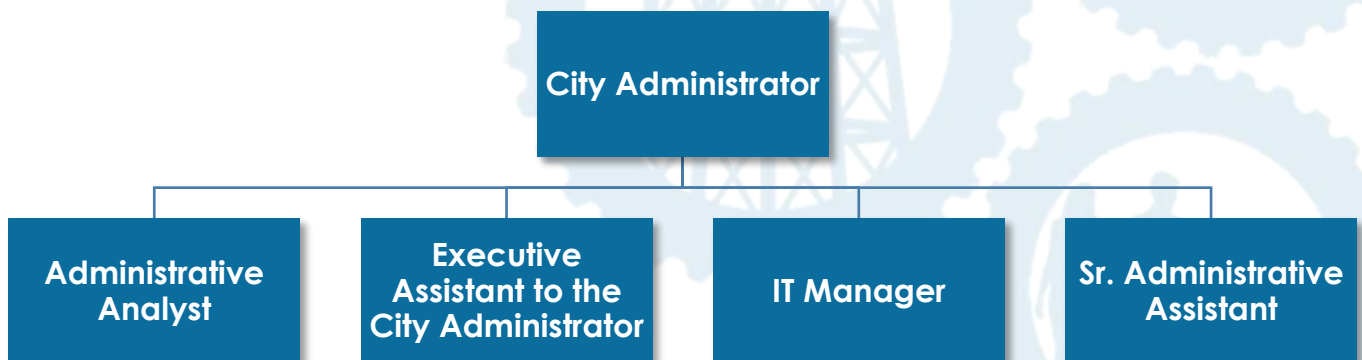 City Administrator
Administrative
Analyst
Executive
Assistant to the
City Administrator
IT Manager
Sr. Administrative
Assistant